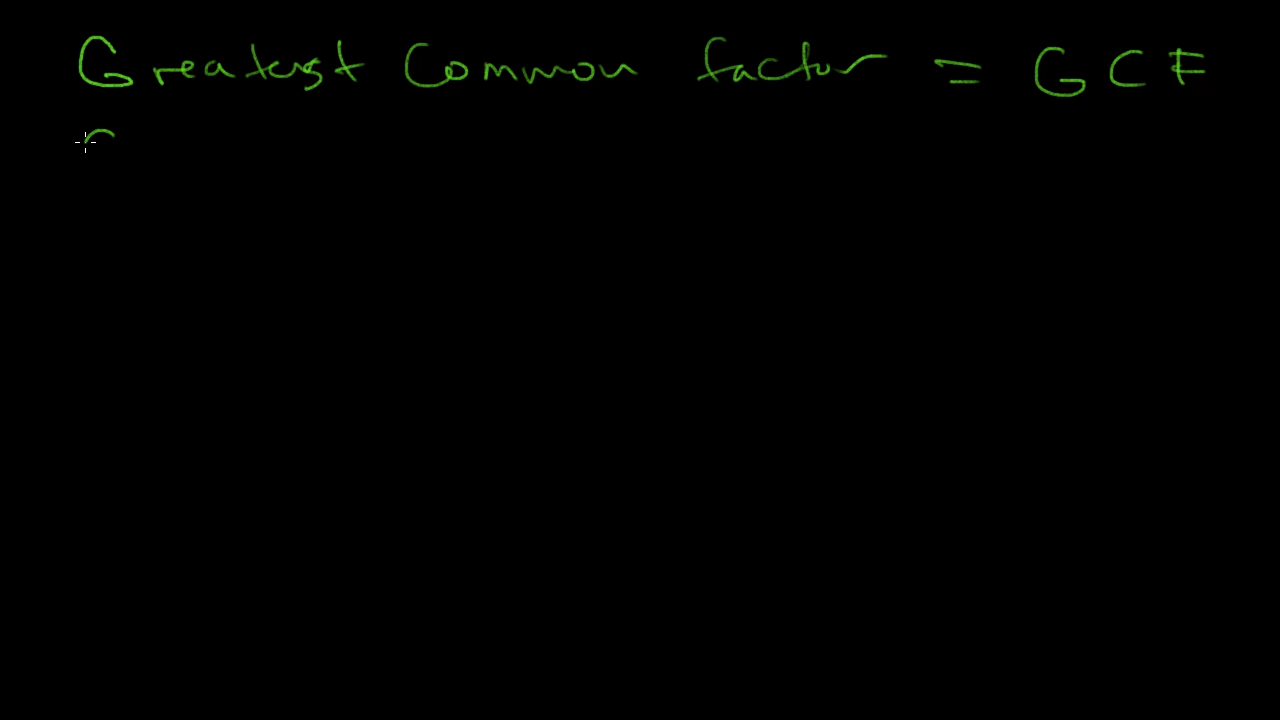 Greatest Common factor = GCF